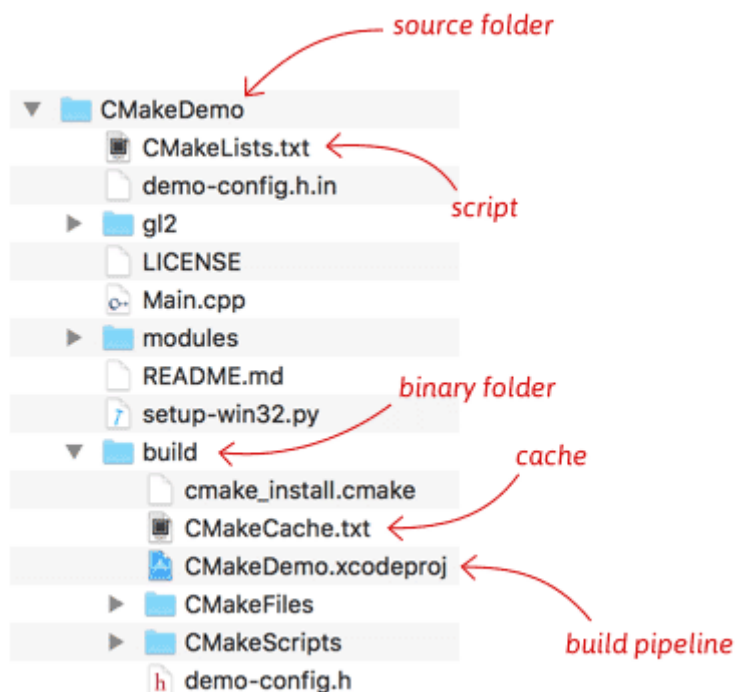 source folder
CMakeDemo
CMakeLists.txt
demo-config.h.in
script
gl2
LICENSE
Main.cpp
modules
README.md
binary folder
setup-win32.py
build
cache
cmake_install.cmake
CMakeCache.txt
CMakeDemo.xcodeproj
CMakeFiles
build pipeline
CMakeScripts
h demo-config.h